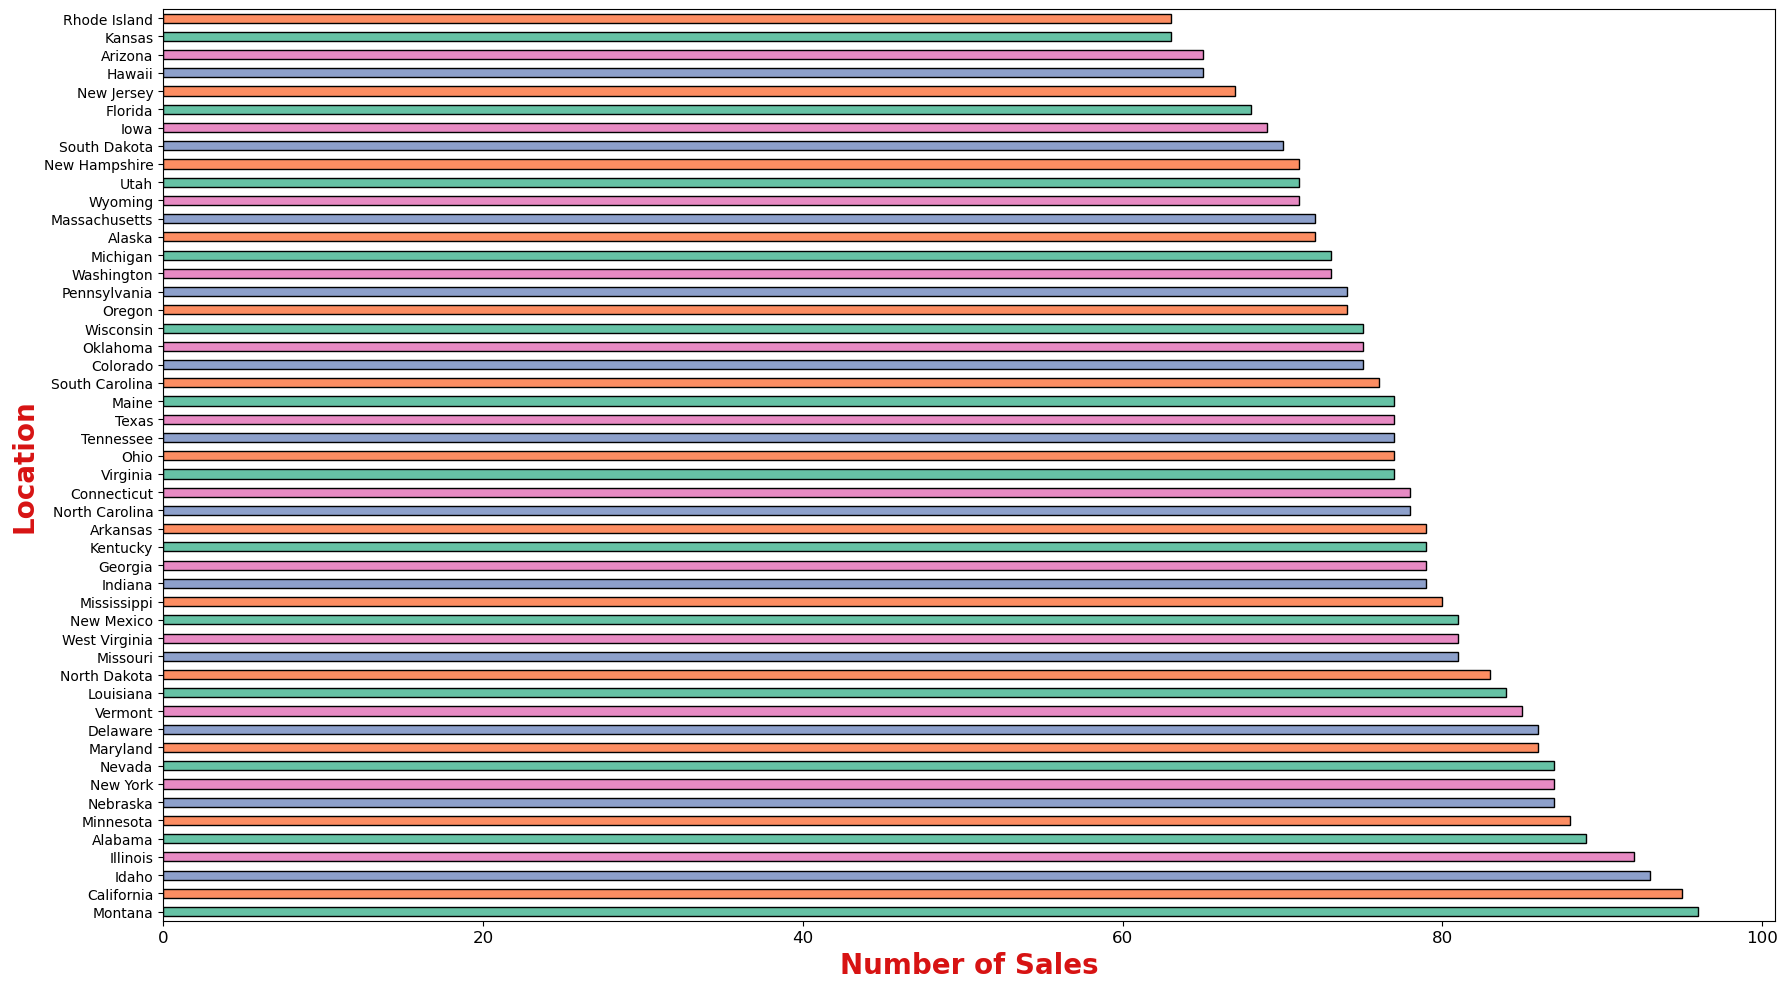 Rhode Island
Kansas
Arizona
Hawaii
New Jersey
Florida
Iowa
South Dakota
New Hampshire
Utah
Wyoming
Massachusetts
Alaska
Michigan
Washington
Pennsylvania
Oregon
Wisconsin
Oklahoma
Colorado
South Carolina
Maine
Texas
Tennessee
Ohio
Virginia
Connecticut
North Carolina
Arkansas
Kentucky
Georgia
Indiana
Mississippi
New Mexico
West Virginia
Missouri
North Dakota
Louisiana
Vermont
Delaware
Maryland
Nevada
New York
Nebraska
Minnesota
Alabama
Illinois
Idaho
California
Montana
Location
0 20 40 60 80 100
Number of Sales